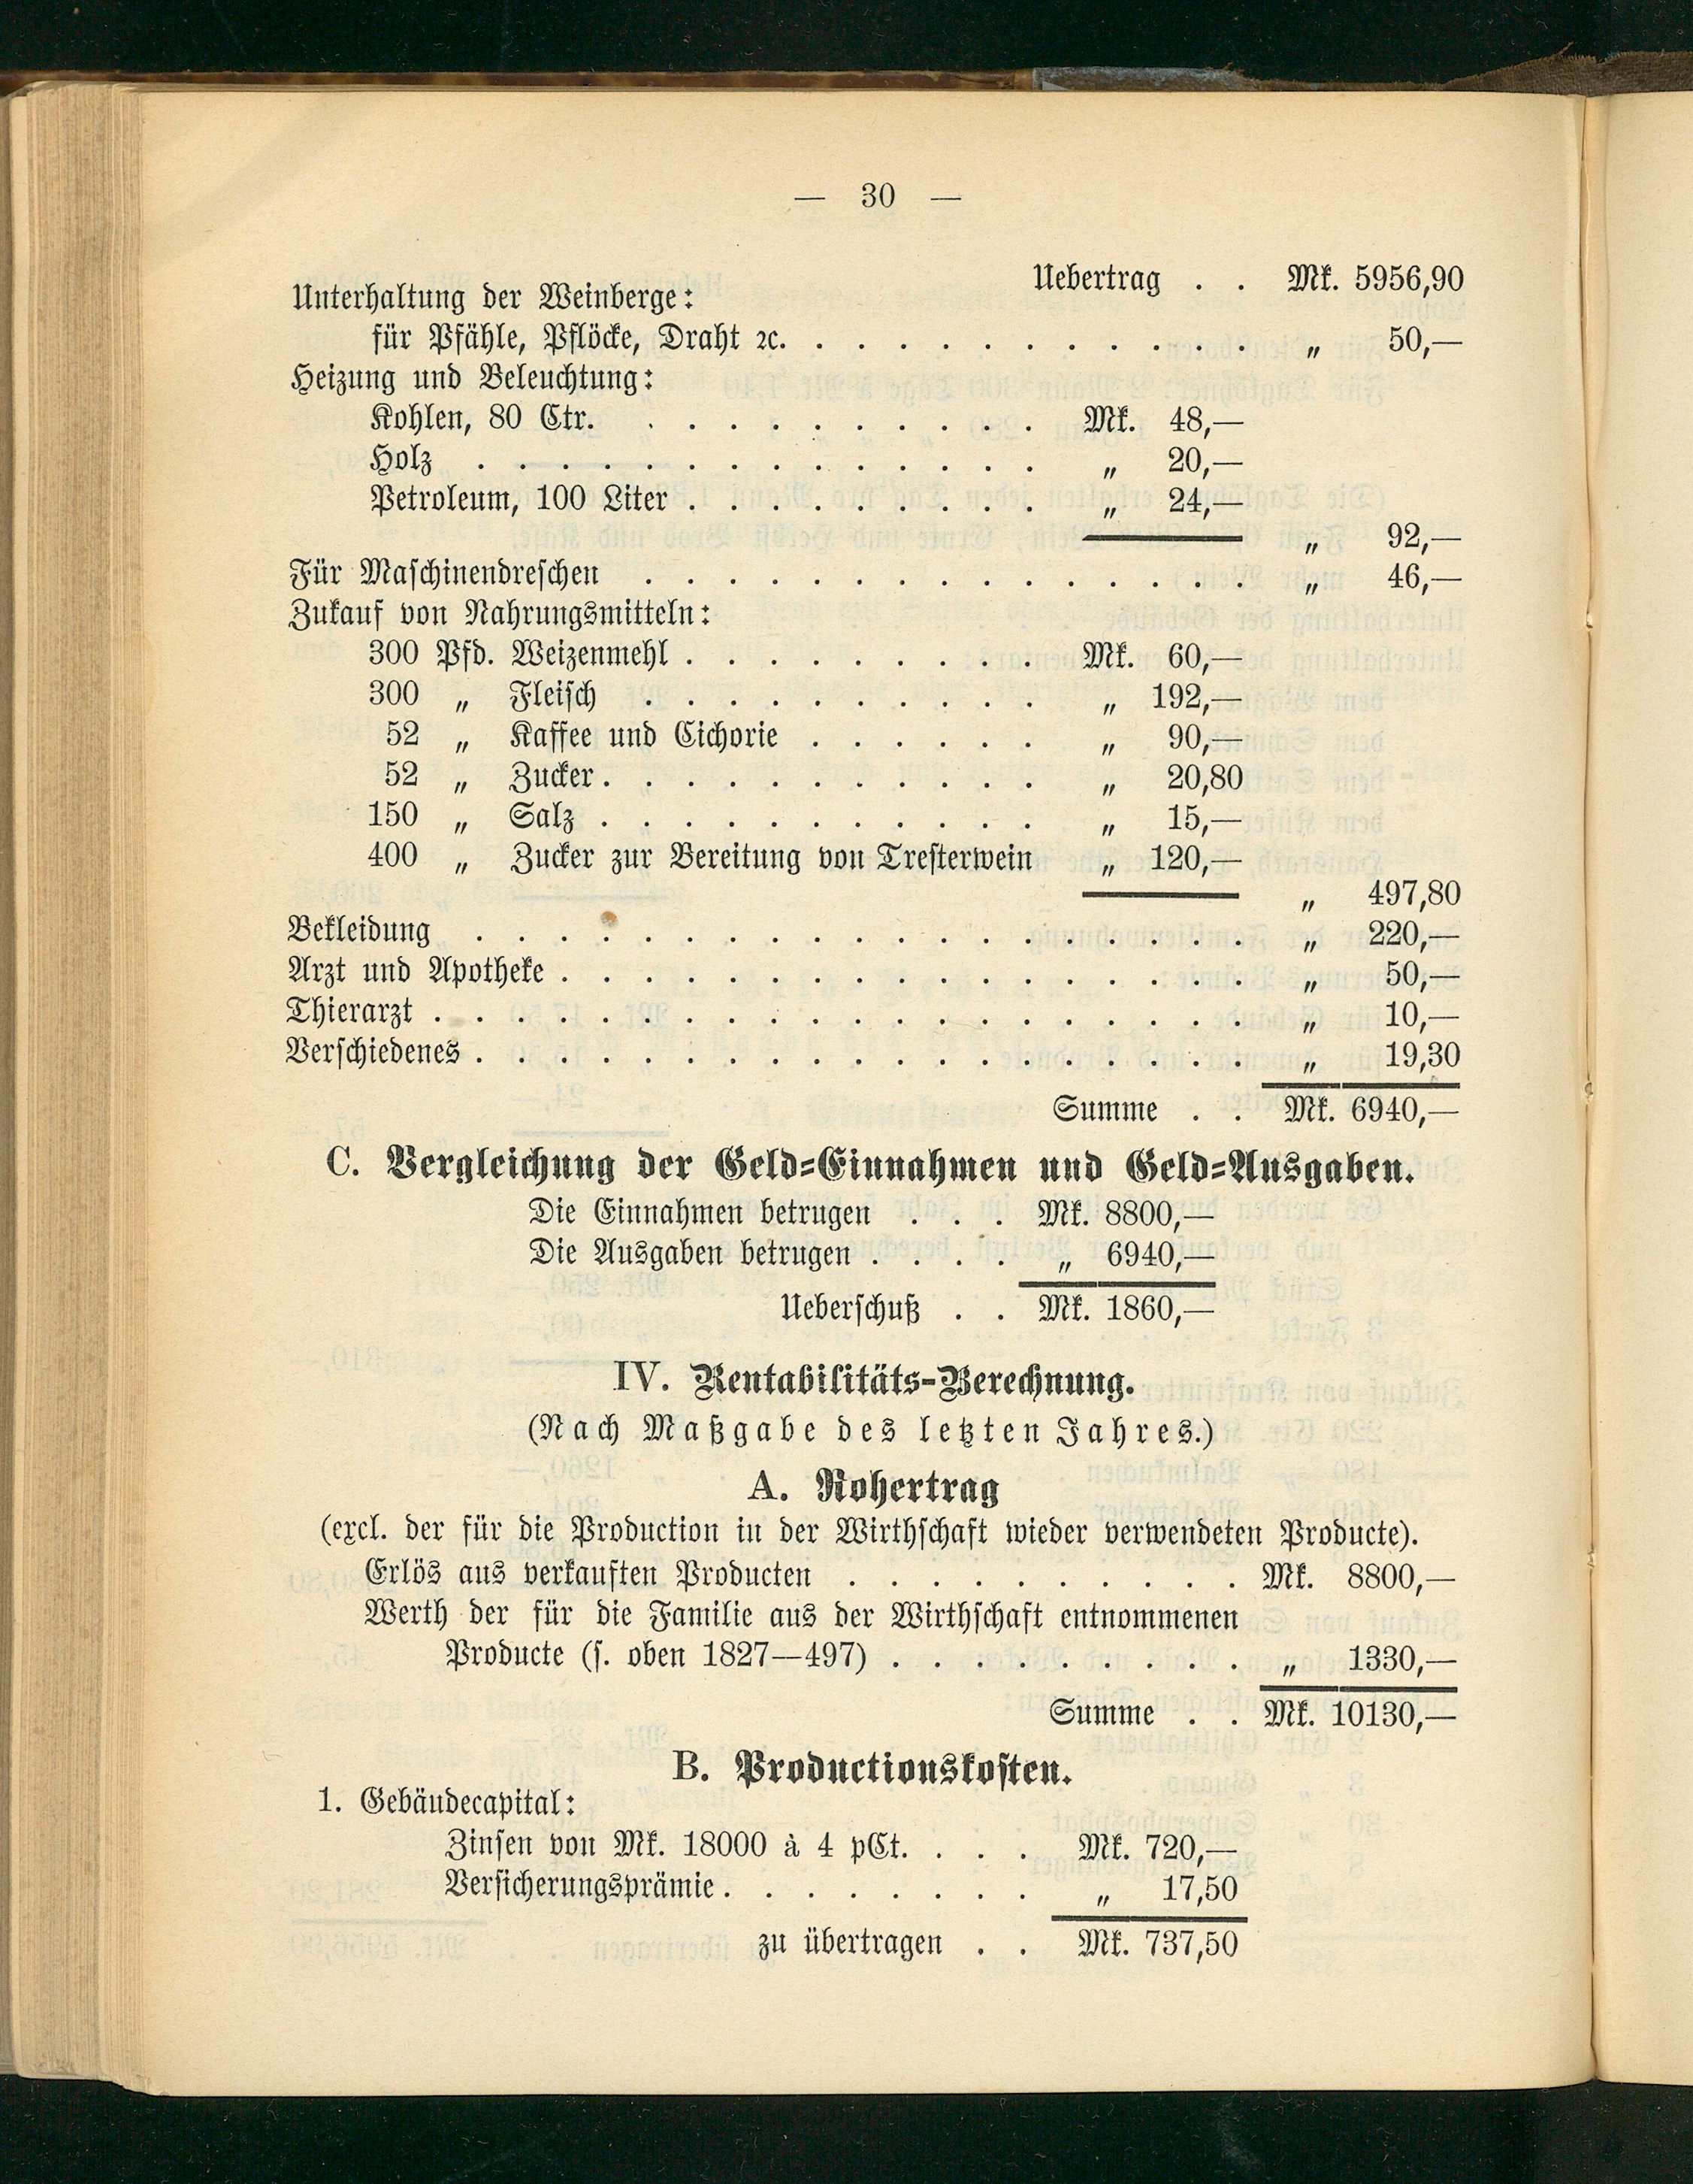 — 30 —
Uebertrag . . Mk. 5956,90
Unterhaltung der Weinberge:
für Pfähle, Pflöcke, Draht ꝛc. . . . . . . . . . . . „ 50,—
Heizung und Beleuchtung:
Kohlen, 80 Ctr. . . . . . . . . . . Mk. 48,—
Holz . . . . . . . . . . . . . . „ 20,—
Petroleum, 100 Liter . . . . . . . . . „ 24,—
„ 92,—
Für Maschinendreschen . . . . . . . . . . . . . . . „ 46,—
Zukauf von Nahrungsmitteln:
300 Pfd. Weizenmehl . . . . . . . . . Mk. 60,—
300 „ Fleisch . . . . . . . . . . „ 192,—
52 „ Kaffee und Cichorie . . . . . . „ 90,—
52 „ Zucker . . . . . . . . . . . „ 20,80
150 „ Salz . . . . . . . . . . . „ 15,—
400 „ Zucker zur Bereitung von Tresterwein „ 120,—
„ 497,80
Bekleidung . . . . . . . . . . . . . . . . . . . „ 220,—
Arzt und Apotheke . . . . . . . . . . . . . . . . . „ 50,—
Thierarzt . . . . . . . . . . . . . . . . . . . . „ 10,—
Verschiedenes . . . . . . . . . . . . . . . . . . . „ 19,30
Summe . . Mk. 6940,—
C. Vergleichung der Geld=Einnahmen und Geld=Ausgaben.
Die Einnahmen betrugen . . . Mk. 8800,—
Die Ausgaben betrugen . . . . „ 6940,—
Ueberschuß . . Mk. 1860,—
IV. Rentabilitäts-Berechnung.
(Nach Maßgabe des letzten Jahres.)
A. Rohertrag
(excl. der für die Production in der Wirthschaft wieder verwendeten Producte).
Erlös aus verkauften Producten . . . . . . . . . . Mk. 8800,—
Werth der für die Familie aus der Wirthschaft entnommenen
Producte (s. oben 1827—497) . . . . . . . . . „ 1330,—
Summe . . Mk. 10130,—
B. Productionskosten.
1. Gebäudecapital:
Zinsen von Mk. 18000 à 4 pCt. . . . Mk. 720,—
Versicherungsprämie . . . . . . . . „ 17,50
zu übertragen . . Mk. 737,50